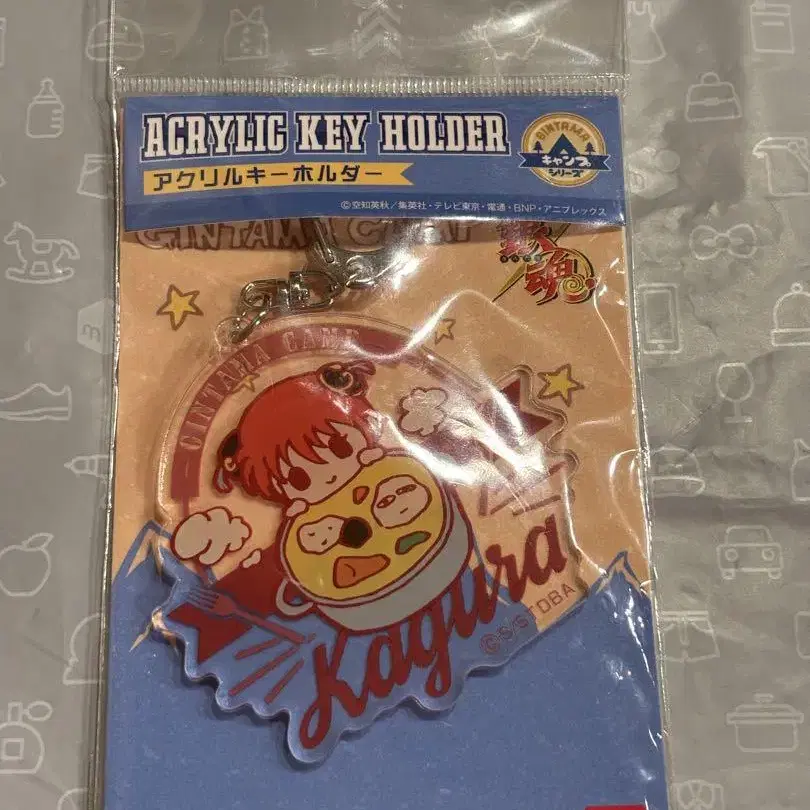 ACRYLIC KEY HOLDER
アクリルキーホルダー
GINTAMA
キャンプ
シリーズ
©空知英秋／集英社・テレビ東京・電通・BNP・アニプレックス
GINTAMA CAMP
銀魂
GINTAMA CAMP
Kagura
©S/STDBA